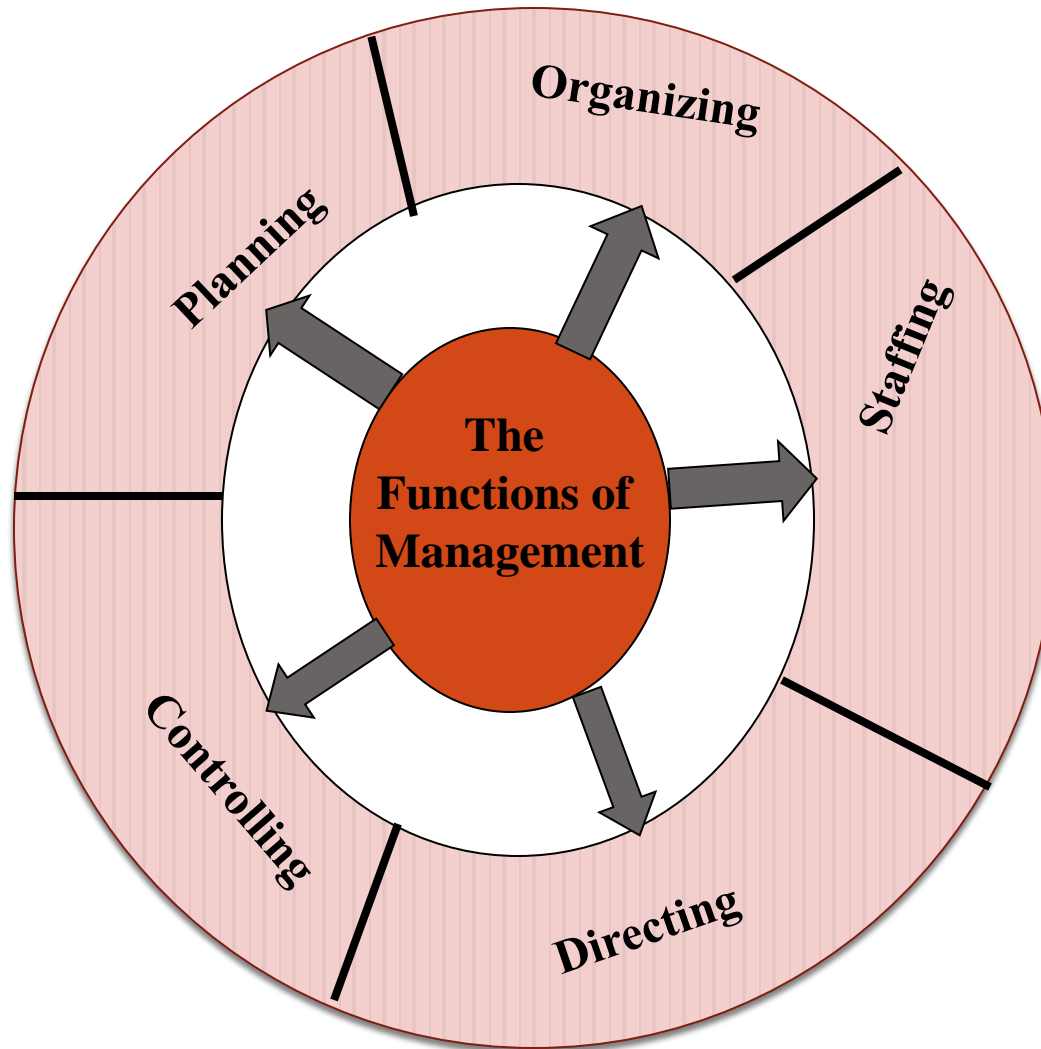 The
Functions of
Management
Planning
Organizing
Staffing
Directing
Controlling